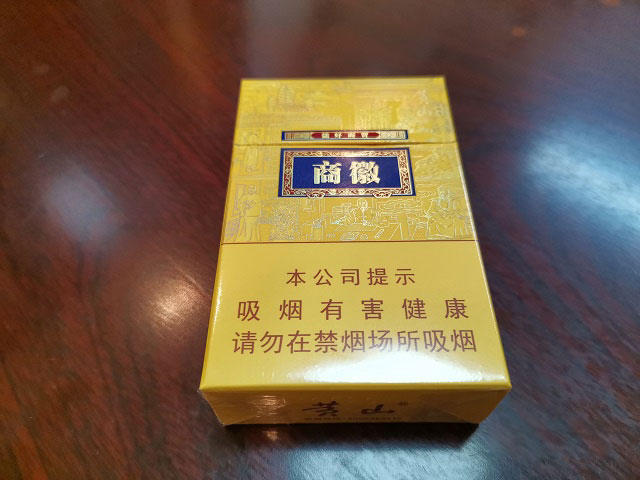 商徽
本公司提示
吸烟有害健康
请勿在禁烟场所吸烟
黄山®